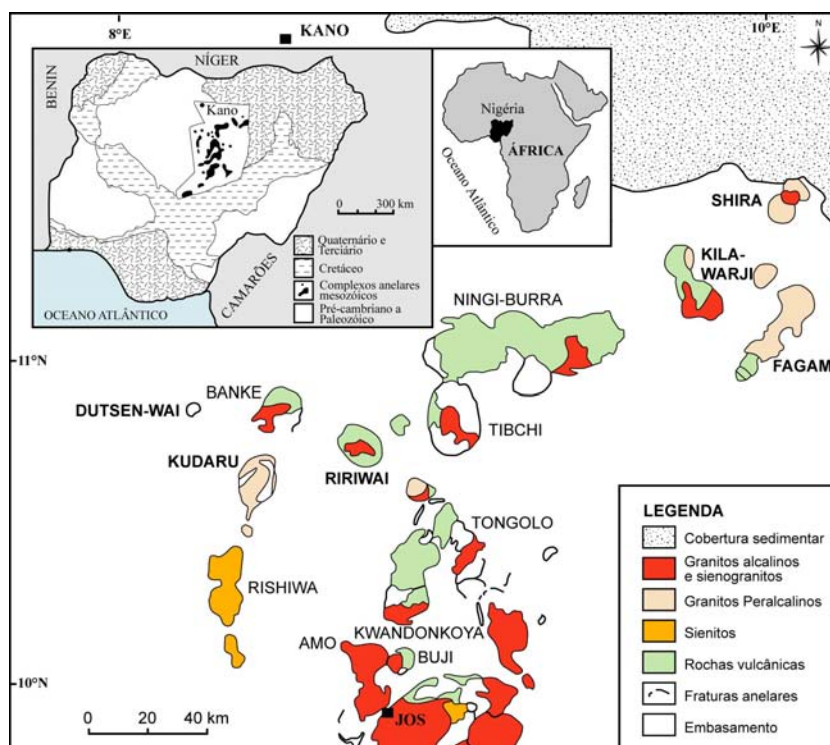 8°E
KANO
10°E
N
NÍGER
BENIN
Kano
0
300 km
CAMARÕES
OCEANO ATLÂNTICO
Quaternário e
Terciário
Cretáceo
Complexos anelares
mesozóicos
Pré-cambriano a
Paleozóico
Nigéria
ÁFRICA
Oceano Atlântico
SHIRA
KILA-
WARJI
NINGI-BURRA
11°N
FAGAM
BANKE
DUTSEN-WAI
TIBCHI
KUDARU
RIRIWAI
TONGOLO
RISHIWA
KWANDONKOYA
AMO
BUJI
10°N
JOS
0
20
40 km
LEGENDA
Cobertura sedimentar
Granitos alcalinos
e sienogranitos
Granitos Peralcalinos
Sienitos
Rochas vulcânicas
Fraturas anelares
Embasamento